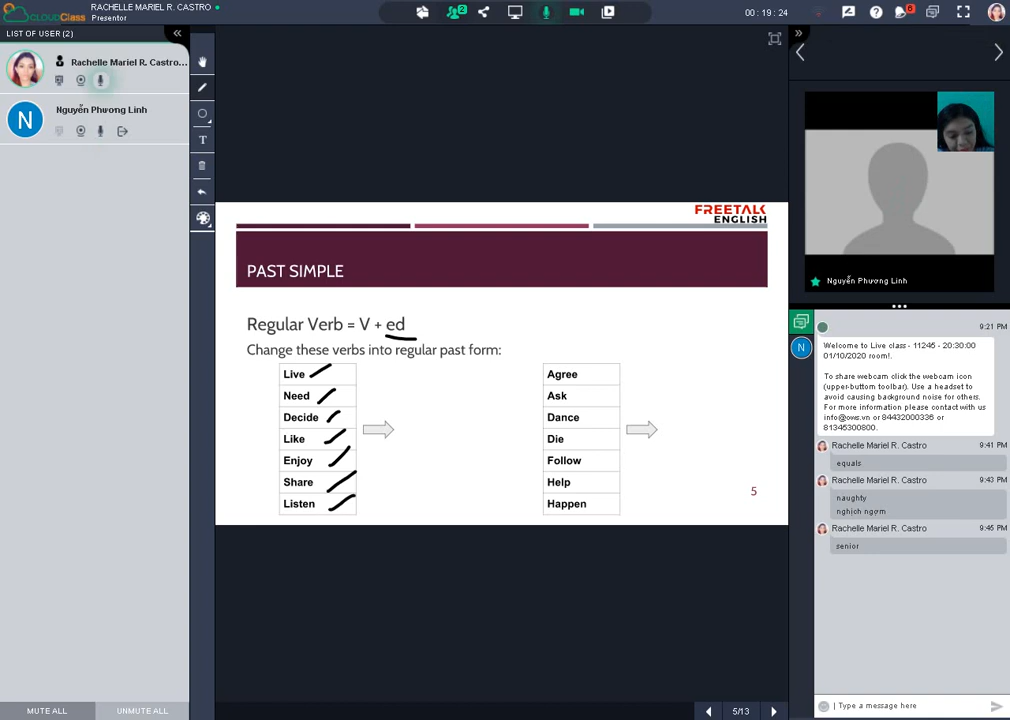 RACHELLE MARIEL R. CASTRO
Presentor
CLOUDCLASS
00 : 19 : 24
6
2
LIST OF USER (2)
Rachelle Mariel R. Castro...
N
Nguyễn Phương Linh
FREETALK
ENGLISH
PAST SIMPLE
Regular Verb = V + ed
Change these verbs into regular past form:
Live
Need
Decide
Like
Enjoy
Share
Listen
Agree
Ask
Dance
Die
Follow
Help
Happen
5
T
Nguyễn Phương Linh
N
9:21 PM
Welcome to Live class - 11245 - 20:30:00
01/10/2020 room!.
To share webcam click the webcam icon
(upper-buttom toolbar). Use a headset to
avoid causing background noise for others.
For more information please contact with us
info@ows.vn or 84432000336 or
81345300800.
Rachelle Mariel R. Castro
9:41 PM
equals
Rachelle Mariel R. Castro
9:43 PM
naughty
nghịch ngợm
Rachelle Mariel R. Castro
9:45 PM
senior
MUTE ALL
UNMUTE ALL
5/13
Type a message here